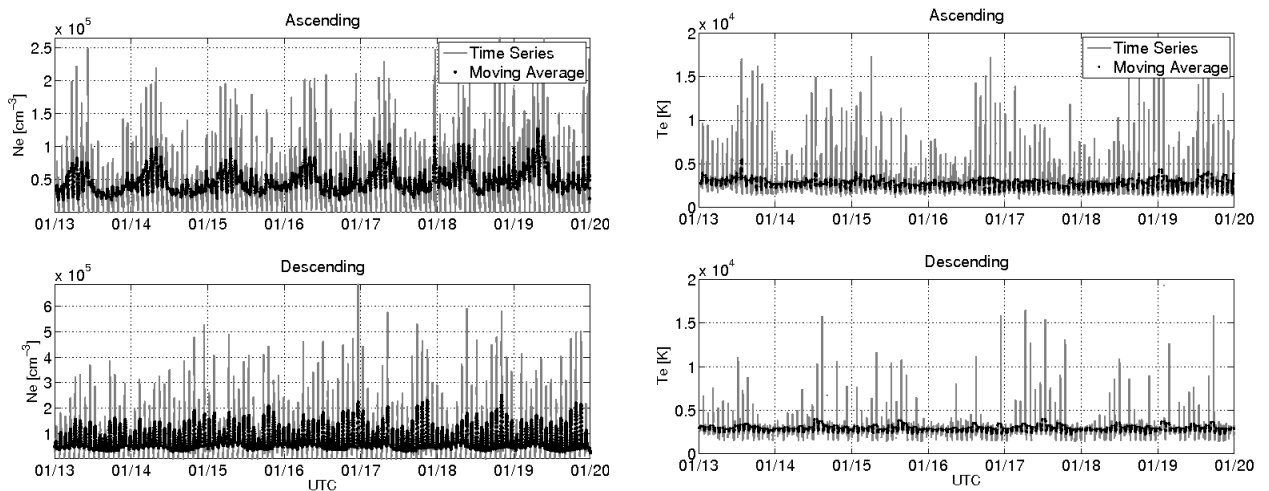 Ascending
x 10^5
2.5
2
1.5
1
0.5
Ne [cm^-3]
Time Series
Moving Average
01/13 01/14 01/15 01/16 01/17 01/18 01/19 01/20
Ascending
x 10^4
2
1.5
1
0.5
0
Te [K]
Time Series
Moving Average
01/13 01/14 01/15 01/16 01/17 01/18 01/19 01/20
Descending
x 10^5
6
5
4
3
2
1
Ne [cm^-3]
01/13 01/14 01/15 01/16 01/17 01/18 01/19 01/20
UTC
Descending
x 10^4
2
1.5
1
0.5
0
Te [K]
01/13 01/14 01/15 01/16 01/17 01/18 01/19 01/20
UTC